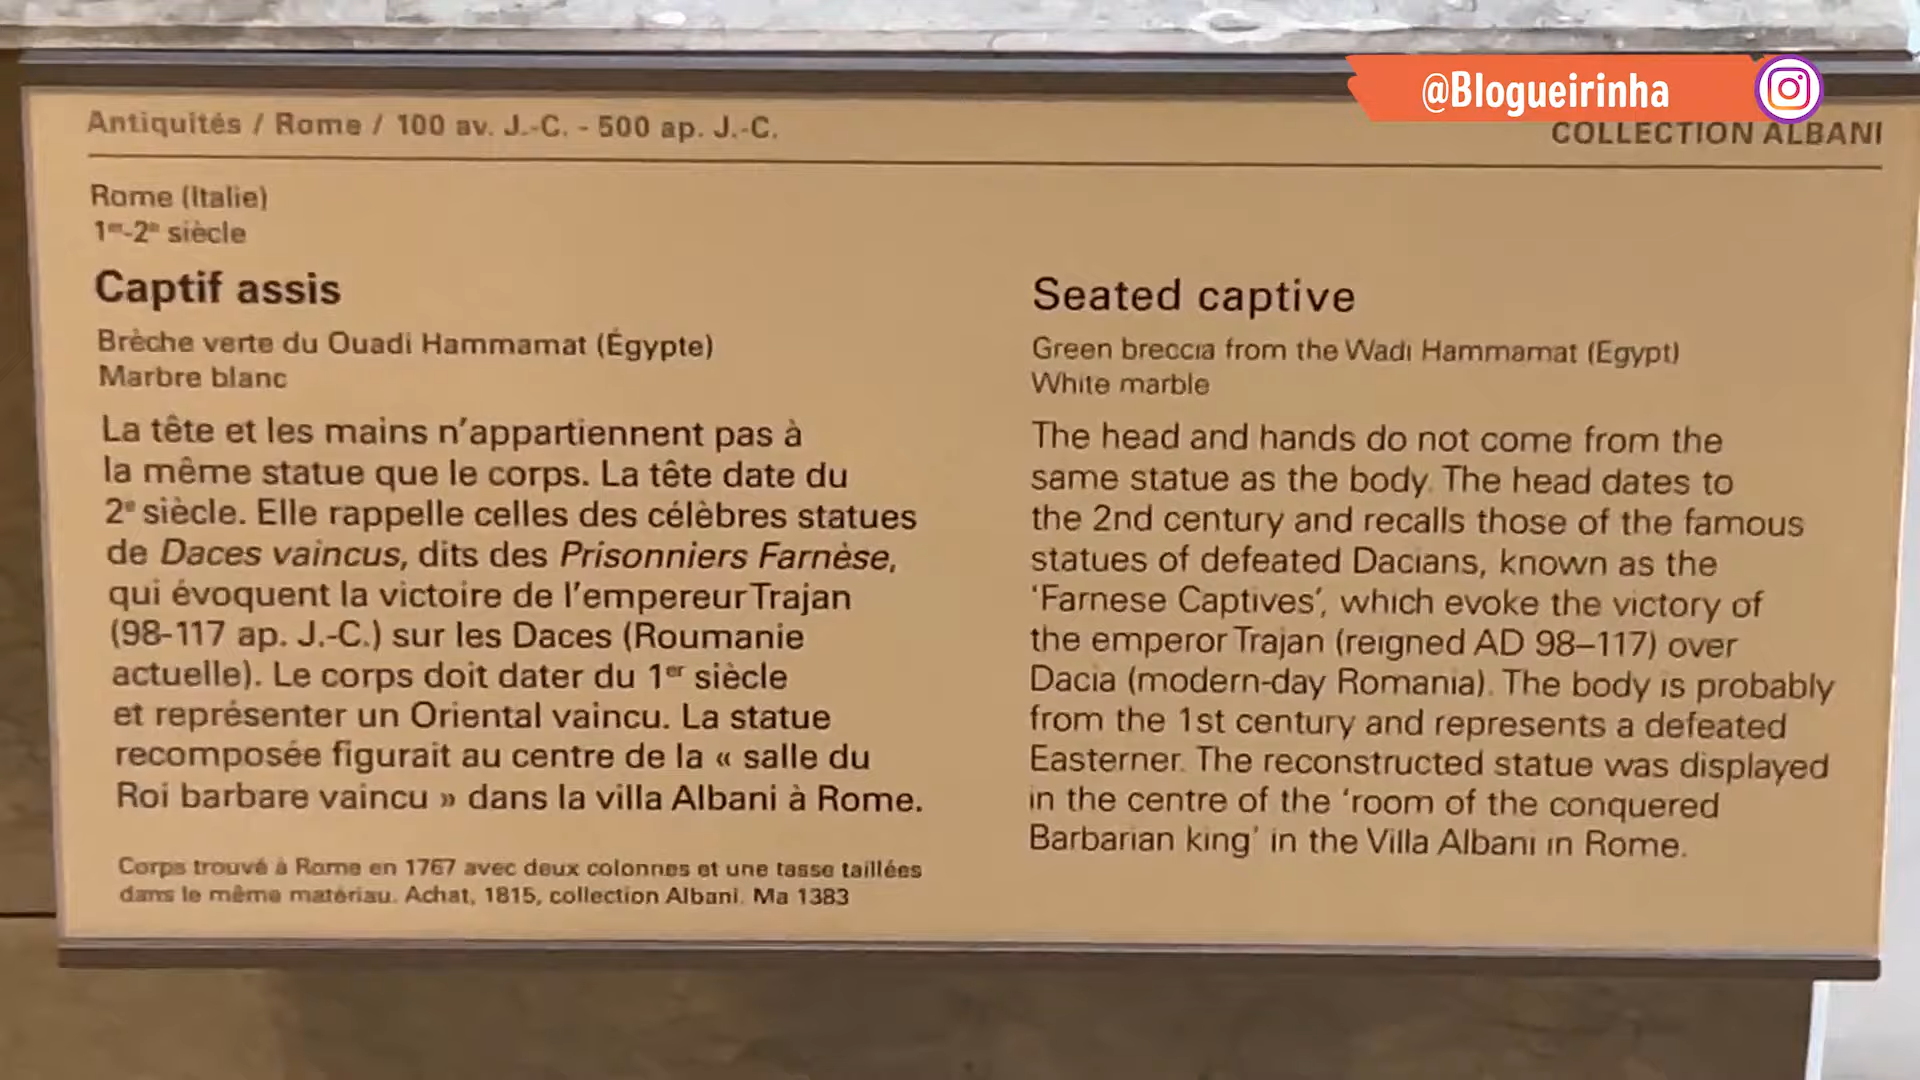 @Blogueirinha
Antiquités / Rome / 100 av. J.-C. - 500 ap. J.-C.
COLLECTION ALBANI
Rome (Italie)
1er-2e siècle
Captif assis
Brèche verte du Ouadi Hammamat (Égypte)
Marbre blanc
La tête et les mains n'appartiennent pas à
la même statue que le corps. La tête date du
2e siècle. Elle rappelle celles des célèbres statues
de Daces vaincus, dits des Prisonniers Farnèse,
qui évoquent la victoire de l'empereur Trajan
(98-117 ap. J.-C.) sur les Daces (Roumanie
actuelle). Le corps doit dater du 1er siècle
et représenter un Oriental vaincu. La statue
recomposée figurait au centre de la « salle du
Roi barbare vaincu » dans la villa Albani à Rome.
Corps trouvé à Rome en 1767 avec deux colonnes et une tasse taillées
dans le même matériau. Achat, 1815, collection Albani. Ma 1383
Seated captive
Green breccia from the Wadi Hammamat (Egypt)
White marble
The head and hands do not come from the
same statue as the body. The head dates to
the 2nd century and recalls those of the famous
statues of defeated Dacians, known as the
‘Farnese Captives’, which evoke the victory of
the emperor Trajan (reigned AD 98–117) over
Dacia (modern-day Romania). The body is probably
from the 1st century and represents a defeated
Easterner. The reconstructed statue was displayed
in the centre of the ‘room of the conquered
Barbarian king’ in the Villa Albani in Rome.